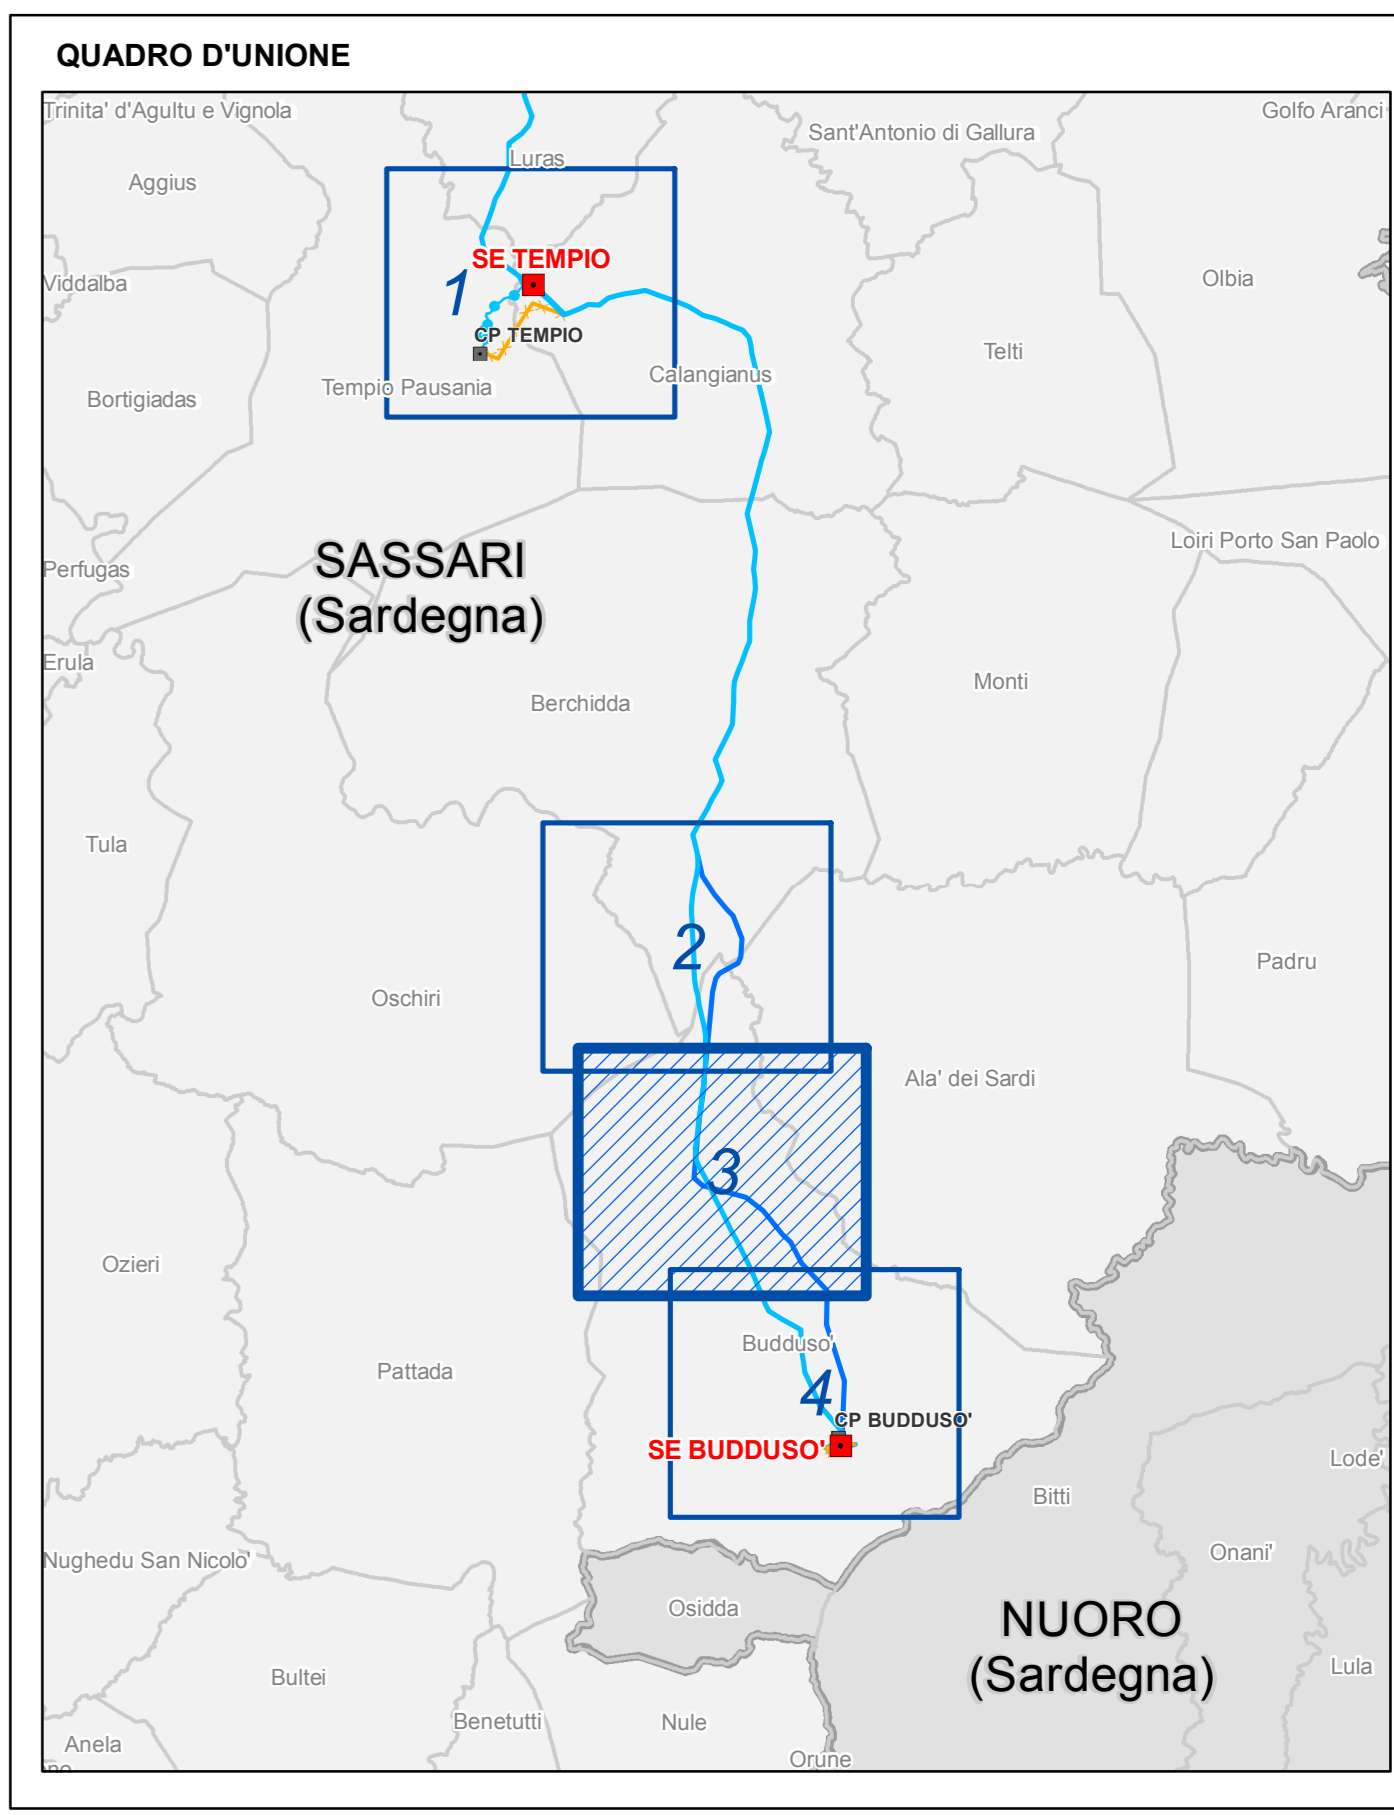 QUADRO D'UNIONE
Trinita' d'Agultu e Vignola
Golfo Aranci
Sant'Antonio di Gallura
Luras
Aggius
SE TEMPIO
Olbia
Viddalba
1
CP TEMPIO
Telti
Calangianus
Tempio Pausania
Bortigiadas
Loiri Porto San Paolo
SASSARI
(Sardegna)
Perfugas
Erula
Monti
Berchidda
Tula
2
Padru
Oschiri
Ala' dei Sardi
3
Ozieri
Budduso'
Pattada
4
CP BUDDUSO'
SE BUDDUSO'
Lode'
Bitti
Onani'
Nughedu San Nicolo'
Osidda
NUORO
(Sardegna)
Lula
Bultei
Benetutti
Nule
Anela
Orune